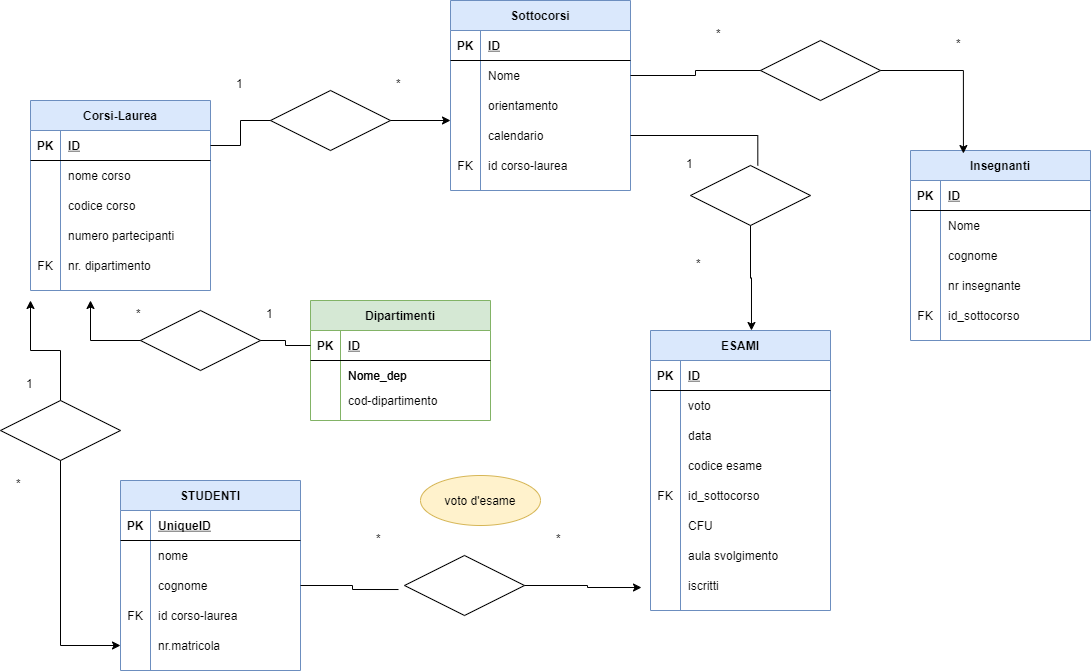 Sottocorsi
PK ID
Nome
orientamento
calendario
FK id corso-laurea
* *
1 *
Corsi-Laurea
PK ID
nome corso
codice corso
numero partecipanti
FK nr. dipartimento
Insegnanti
PK ID
Nome
cognome
nr insegnante
FK id_sottocorso
1
*
* 1
Dipartimenti
PK ID
Nome_dep
cod-dipartimento
ESAMI
PK ID
voto
data
codice esame
FK id_sottocorso
CFU
aula svolgimento
iscritti
1
*
STUDENTI
PK UniqueID
nome
cognome
FK id corso-laurea
nr.matricola
voto d'esame
* *